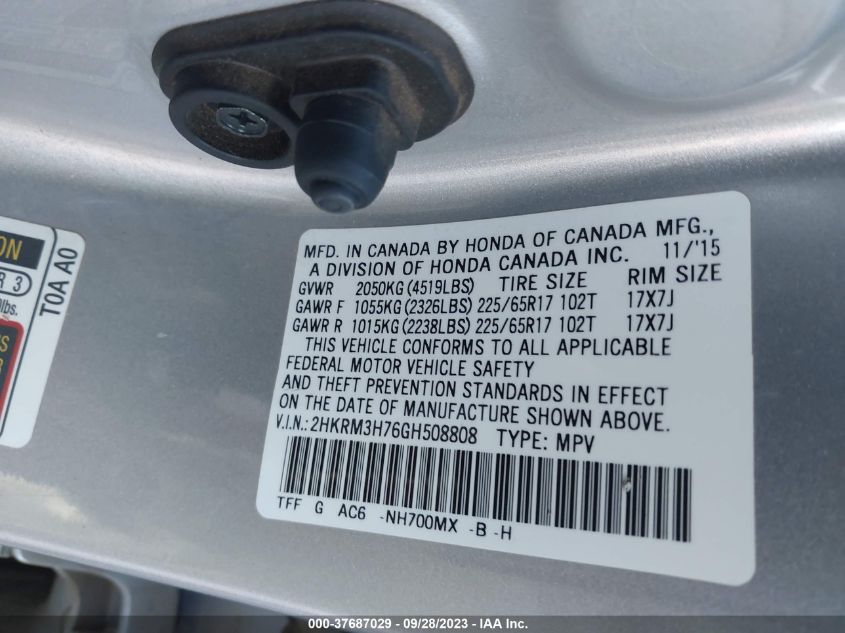 MFD. IN CANADA BY HONDA OF CANADA MFG.,
A DIVISION OF HONDA CANADA INC. 11/'15
GVWR 2050KG (4519LBS) TIRE SIZE RIM SIZE
GAWR F 1055KG (2326LBS) 225/65R17 102T 17X7J
GAWR R 1015KG (2238LBS) 225/65R17 102T 17X7J
THIS VEHICLE CONFORMS TO ALL APPLICABLE
FEDERAL MOTOR VEHICLE SAFETY
AND THEFT PREVENTION STANDARDS IN EFFECT
ON THE DATE OF MANUFACTURE SHOWN ABOVE.
V.I.N.: 2HKRM3H76GH508808 TYPE: MPV
TFF G AC6 -NH700MX -B -H
T0A A0
3
lbs.
000-37687029 - 09/28/2023 - IAA Inc.